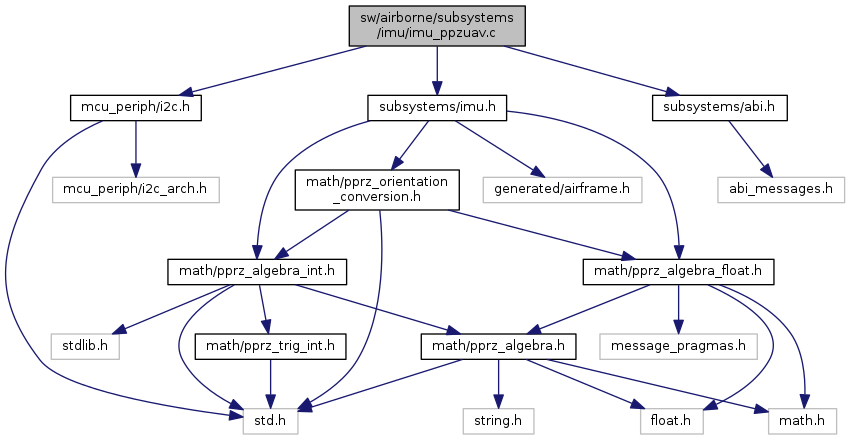 sw/airborne/subsystems
/imu/imu_ppzuav.c
mcu_periph/i2c.h
subsystems/imu.h
subsystems/abi.h
mcu_periph/i2c_arch.h
math/pprz_orientation
_conversion.h
generated/airframe.h
abi_messages.h
math/pprz_algebra_int.h
math/pprz_algebra_float.h
stdlib.h
math/pprz_trig_int.h
math/pprz_algebra.h
message_pragmas.h
std.h
string.h
float.h
math.h